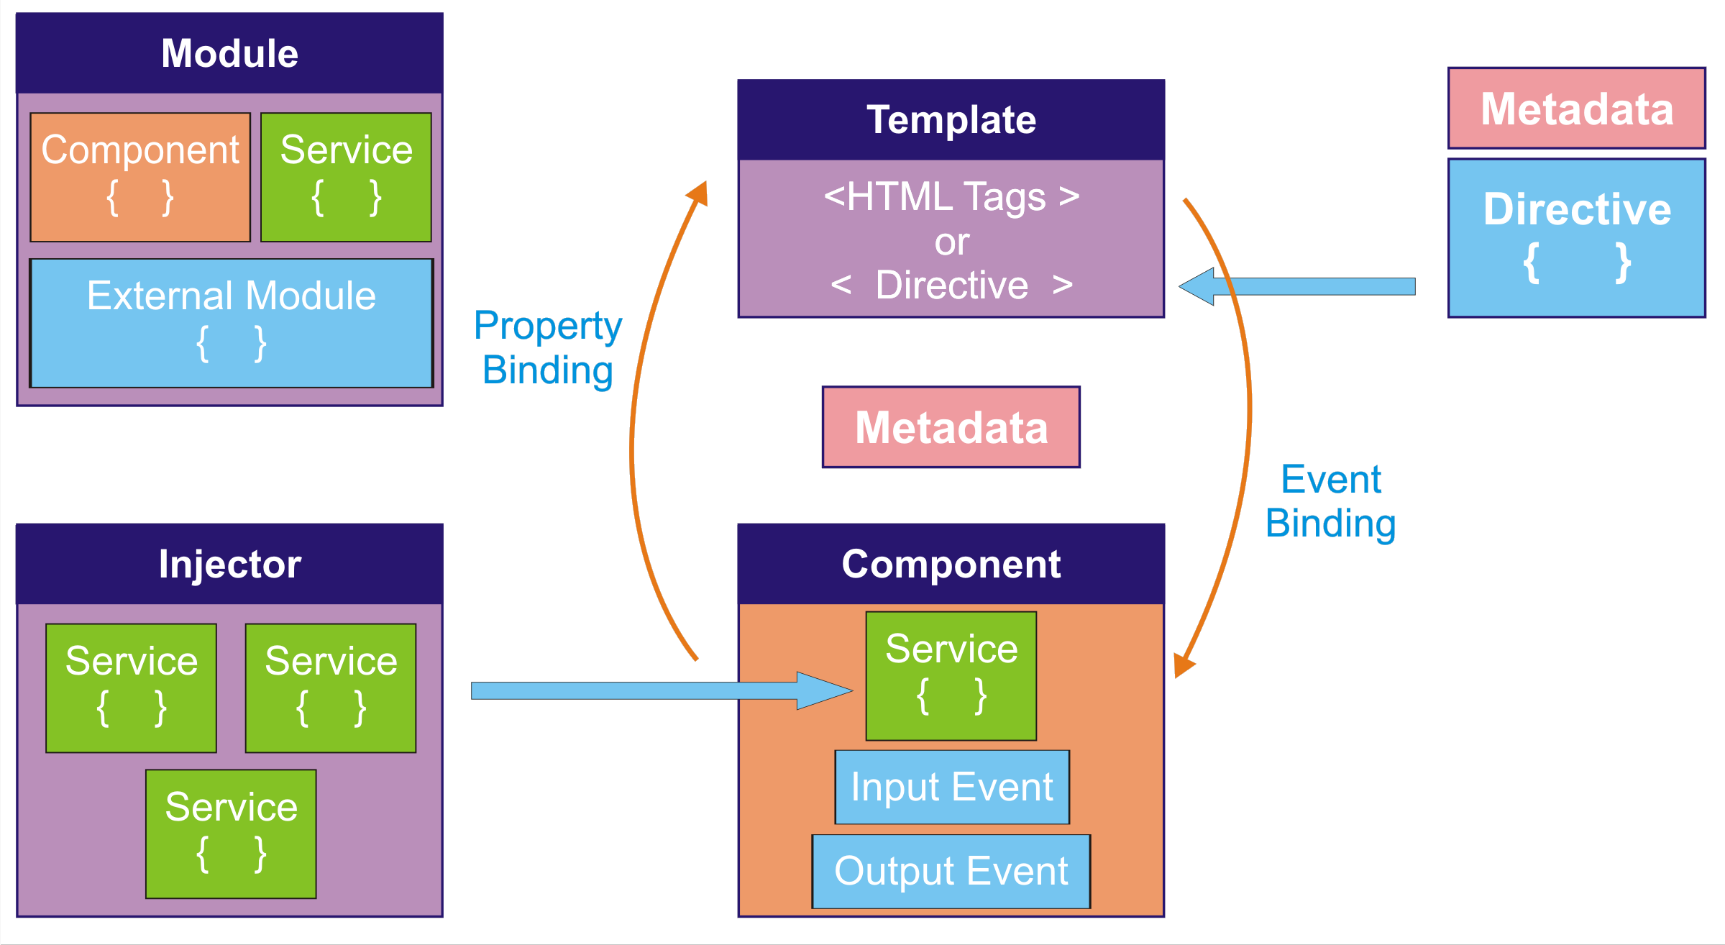 Module
Component
{ }
Service
{ }
External Module
{ }
Property
Binding
Template
<HTML Tags >
or
< Directive >
Metadata
Directive
{ }
Metadata
Event
Binding
Injector
Service
{ }
Service
{ }
Service
{ }
Component
Service
{ }
Input Event
Output Event